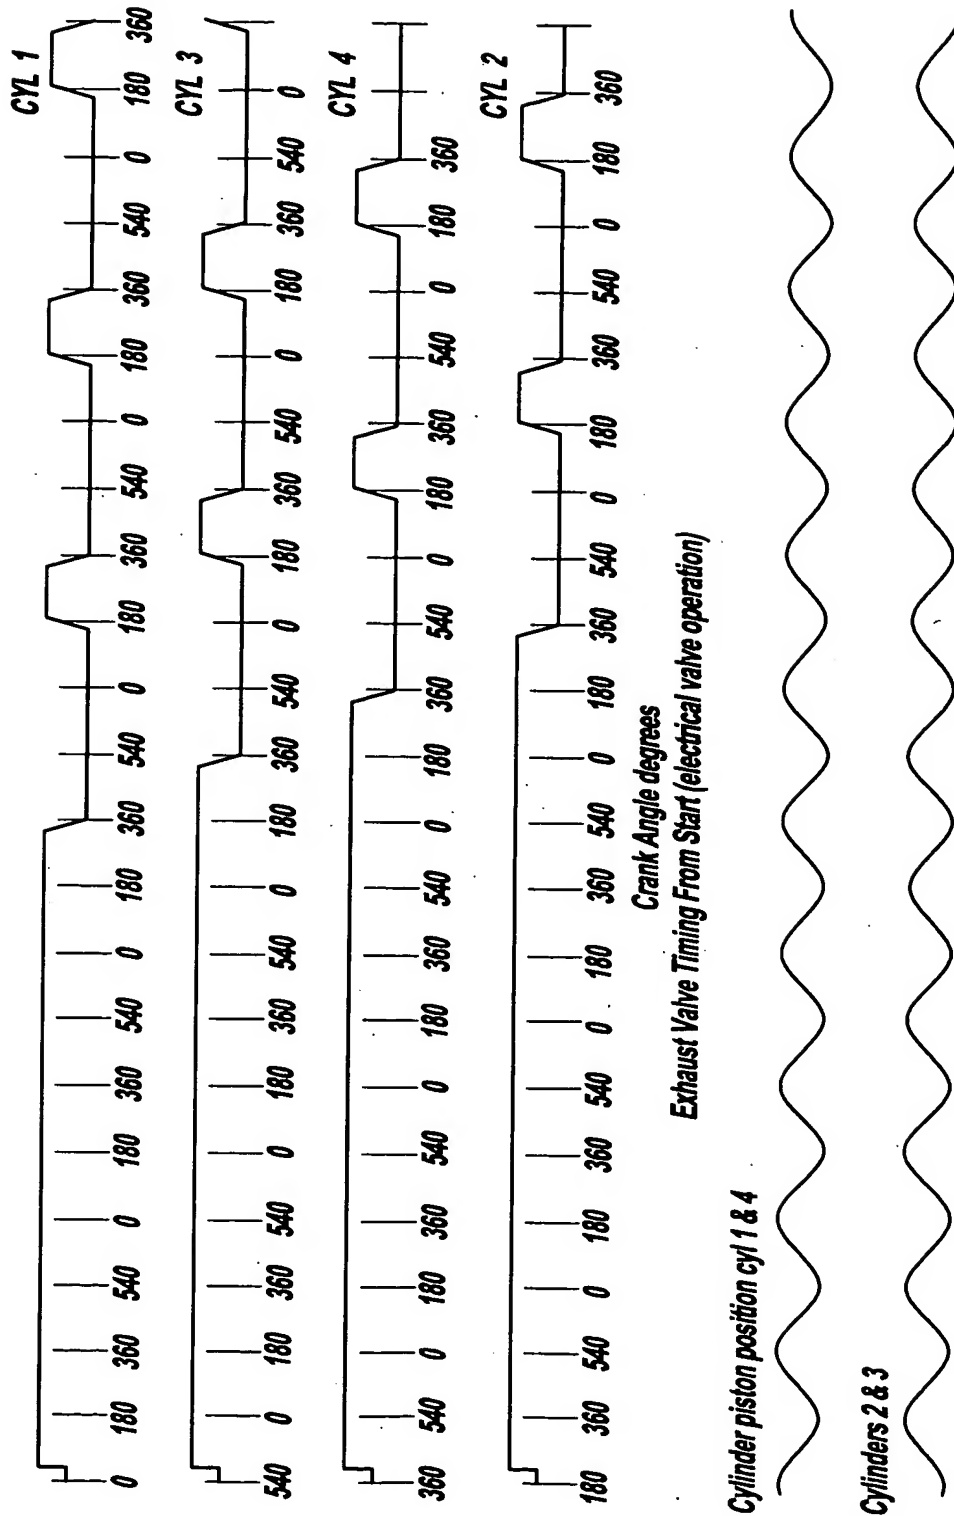 CYL 1
0 180 360 540 0 180 360 540 0 180 360 540 0 180 360 540 0 180 360 540 0 180 360
CYL 3
540 0 180 360 540 0 180 360 540 0 180 360 540 0 180 360 540 0 180 360 540 0
CYL 4
360 540 0 180 360 540 0 180 360 540 0 180 360 540 0 180 360 540 0 180 360
CYL 2
180 360 540 0 180 360 540 0 180 360 540 0 180 360 540 0 180 360 540 0 180 360
Crank Angle degrees
Exhaust Valve Timing From Start (electrical valve operation)
Cylinder piston position cyl 1 & 4
Cylinders 2 & 3